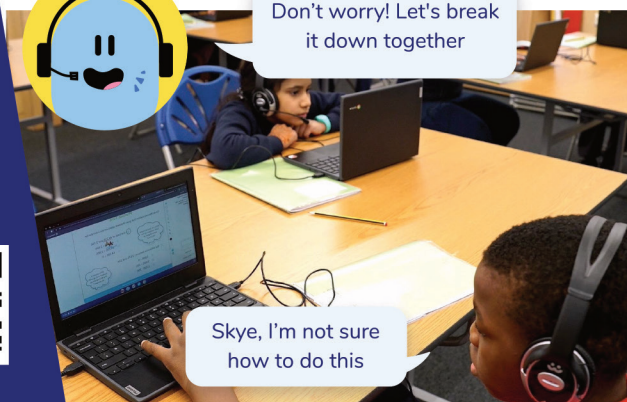 Don't worry! Let's break
it down together
Skye, I'm not sure
how to do this